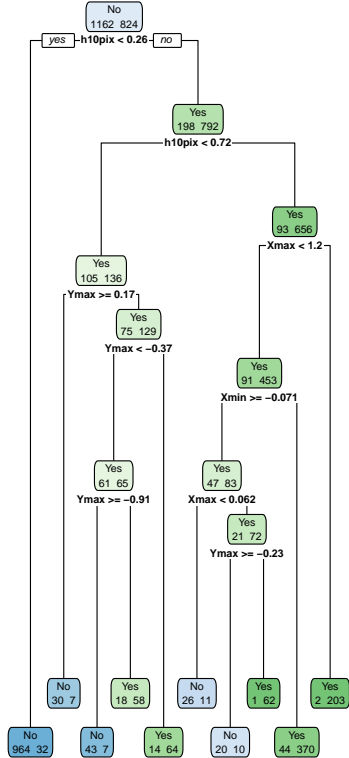 No
1162 824
yes h10pix < 0.26 no
Yes
198 792
h10pix < 0.72
Yes
93 656
Xmax < 1.2
Yes
105 136
Ymax >= 0.17
Yes
75 129
Ymax < −0.37
Yes
91 453
Xmin >= −0.071
Yes
61 65
Ymax >= −0.91
Yes
47 83
Xmax < 0.062
Yes
21 72
Ymax >= −0.23
No
30 7
Yes
18 58
No
26 11
Yes
1 62
Yes
2 203
No
964 32
No
43 7
Yes
14 64
No
20 10
Yes
44 370